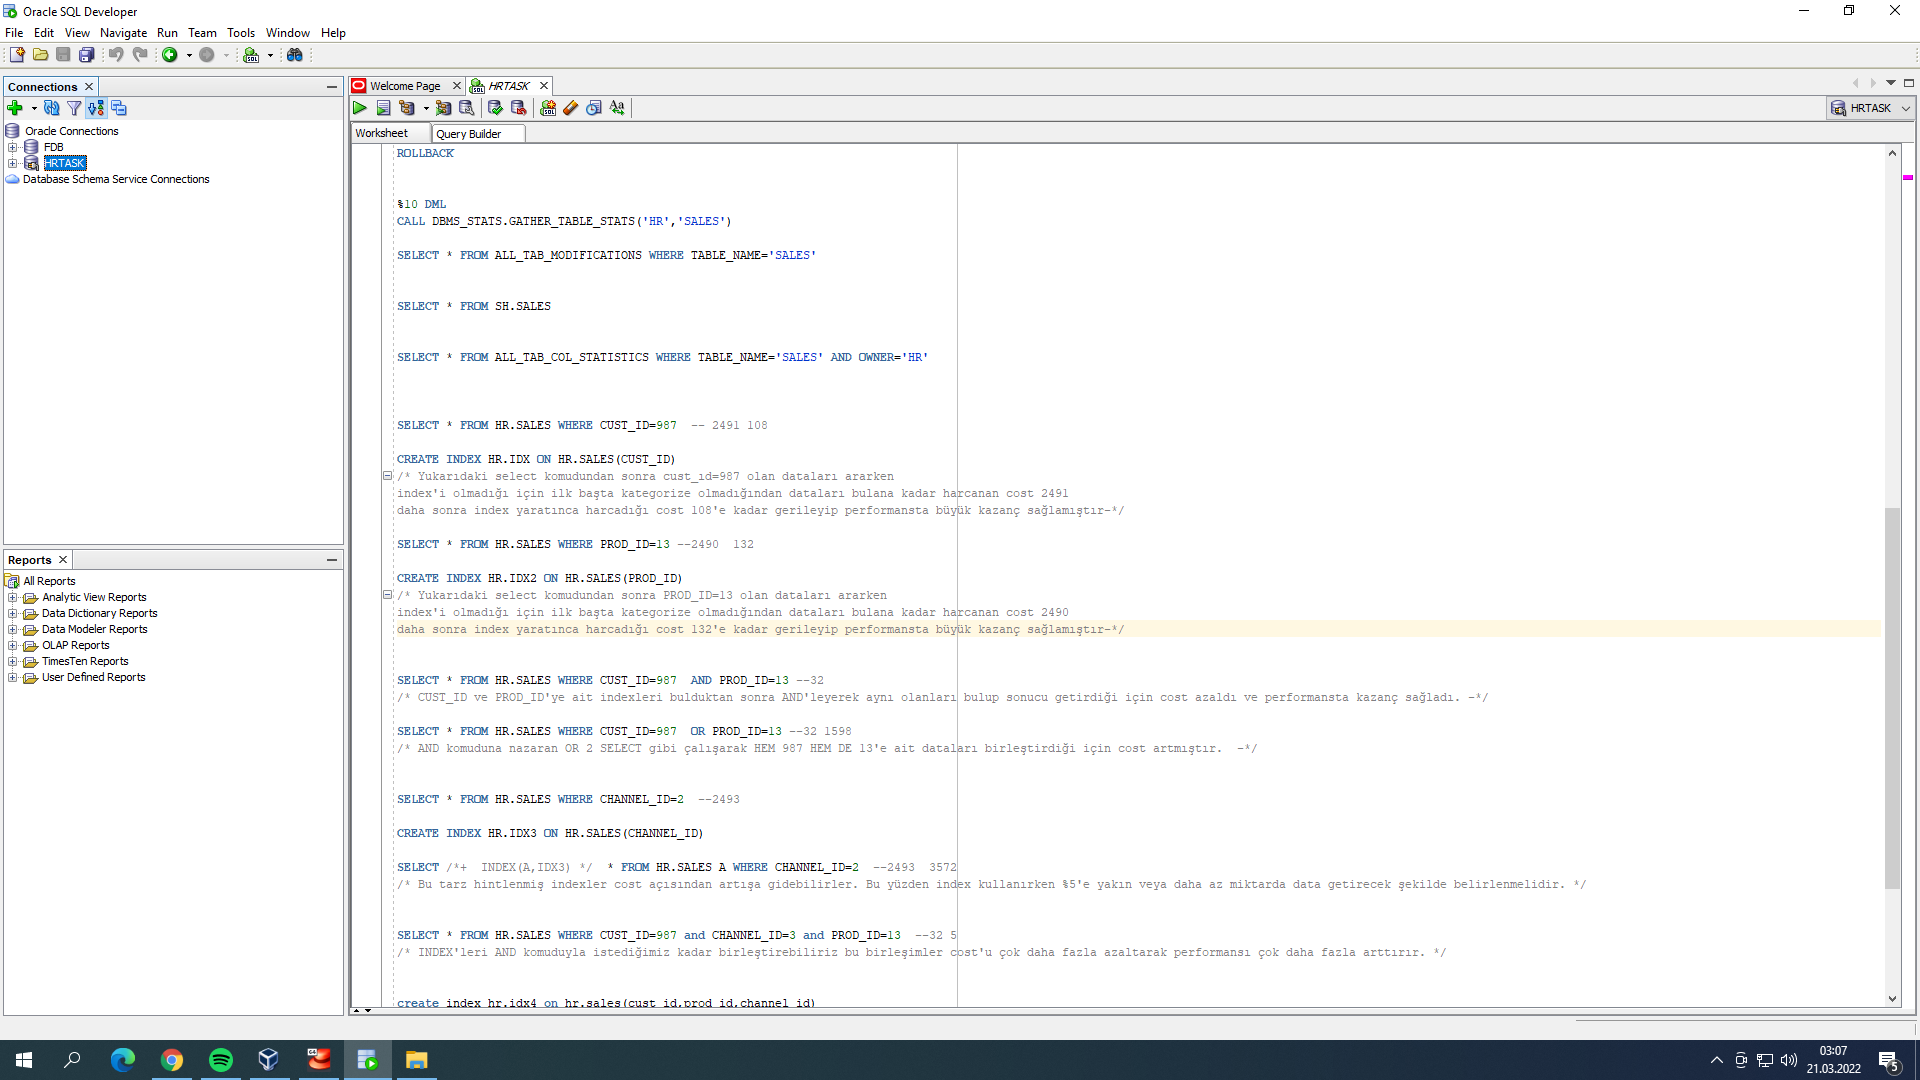 Oracle SQL Developer
File Edit View Navigate Run Team Tools Window Help
Connections
Oracle Connections
FDB
HRTASK
Database Schema Service Connections
Reports
All Reports
Analytic View Reports
Data Dictionary Reports
Data Modeler Reports
OLAP Reports
TimesTen Reports
User Defined Reports
Welcome Page HRTASK
HRTASK
Worksheet Query Builder
ROLLBACK
%10 DML
CALL DBMS_STATS.GATHER_TABLE_STATS('HR','SALES')
SELECT * FROM ALL_TAB_MODIFICATIONS WHERE TABLE_NAME='SALES'
SELECT * FROM SH.SALES
SELECT * FROM ALL_TAB_COL_STATISTICS WHERE TABLE_NAME='SALES' AND OWNER='HR'
SELECT * FROM HR.SALES WHERE CUST_ID=987 -- 2491 108
CREATE INDEX HR.IDX ON HR.SALES(CUST_ID)
/* Yukarıdaki select komudundan sonra cust_ıd=987 olan dataları ararken
index'i olmadığı için ilk başta kategorize olmadığından dataları bulana kadar harcanan cost 2491
daha sonra index yaratınca harcadığı cost 108'e kadar gerileyip performansta büyük kazanç sağlamıştır-*/
SELECT * FROM HR.SALES WHERE PROD_ID=13 --2490 132
CREATE INDEX HR.IDX2 ON HR.SALES(PROD_ID)
/* Yukarıdaki select komudundan sonra PROD_ID=13 olan dataları ararken
index'i olmadığı için ilk başta kategorize olmadığından dataları bulana kadar harcanan cost 2490
daha sonra index yaratınca harcadığı cost 132'e kadar gerileyip performansta büyük kazanç sağlamıştır-*/
SELECT * FROM HR.SALES WHERE CUST_ID=987 AND PROD_ID=13 --32
/* CUST_ID ve PROD_ID'ye ait indexleri bulduktan sonra AND'leyerek aynı olanları bulup sonucu getirdiği için cost azaldı ve performansta kazanç sağladı. -*/
SELECT * FROM HR.SALES WHERE CUST_ID=987 OR PROD_ID=13 --32 1598
/* AND komuduna nazaran OR 2 SELECT gibi çalışarak HEM 987 HEM DE 13'e ait dataları birleştirdiği için cost artmıştır. -*/
SELECT * FROM HR.SALES WHERE CHANNEL_ID=2 --2493
CREATE INDEX HR.IDX3 ON HR.SALES(CHANNEL_ID)
SELECT /*+ INDEX(A,IDX3) */ * FROM HR.SALES A WHERE CHANNEL_ID=2 --2493 3572
/* Bu tarz hintlenmiş indexler cost açısından artışa gidebilirler. Bu yüzden index kullanırken %5'e yakın veya daha az miktarda data getirecek şekilde belirlenmelidir. */
SELECT * FROM HR.SALES WHERE CUST_ID=987 and CHANNEL_ID=3 and PROD_ID=13 --32 5
/* INDEX'leri AND komuduyla istediğimiz kadar birleştirebiliriz bu birleşimler cost'u çok daha fazla azaltarak performansı çok daha fazla arttırır. */
create index hr.idx4 on hr.sales(cust_id,prod_id,channel_id)
03:07
21.03.2022
5